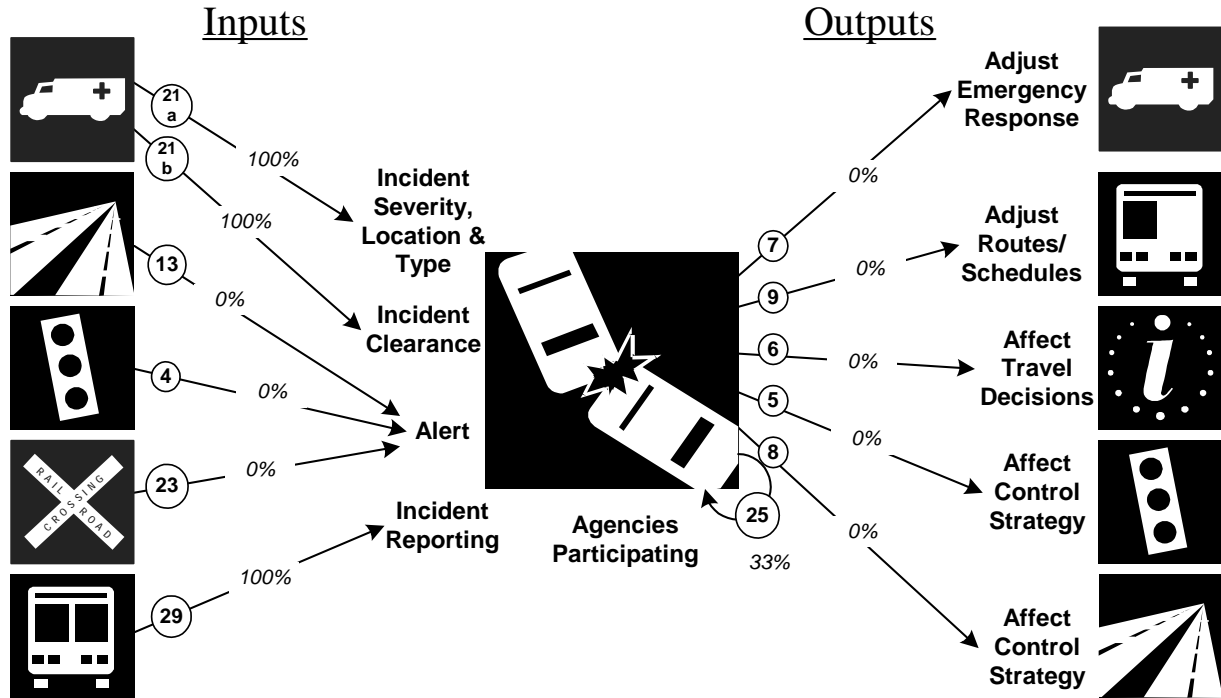 Inputs
Outputs
21
a
21
b
100%
100%
13
0%
4
0%
23
0%
29
100%
Incident
Severity,
Location &
Type
Incident
Clearance
Alert
Incident
Reporting
RAIL
ROAD
CROSSING
Agencies
Participating
25
33%
7
0%
9
0%
6
0%
5
0%
8
0%
Adjust
Emergency
Response
Adjust
Routes/
Schedules
Affect
Travel
Decisions
i
Affect
Control
Strategy
Affect
Control
Strategy